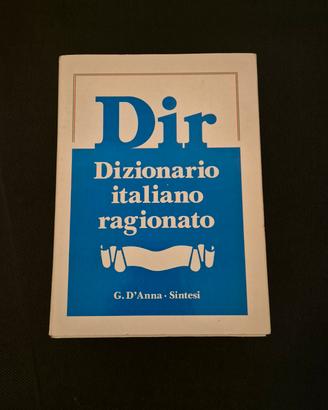 Dir
Dizionario
italiano
ragionato
G. D'Anna · Sintesi